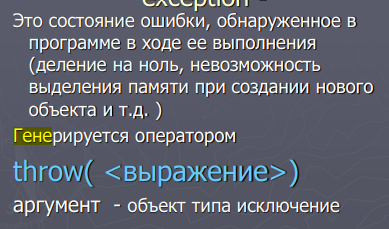 exception -
Это состояние ошибки, обнаруженное в
программе в ходе ее выполнения
(деление на ноль, невозможность
выделения памяти при создании нового
объекта и т.д. )
Генерируется оператором
throw( <выражение>)
аргумент - объект типа исключение